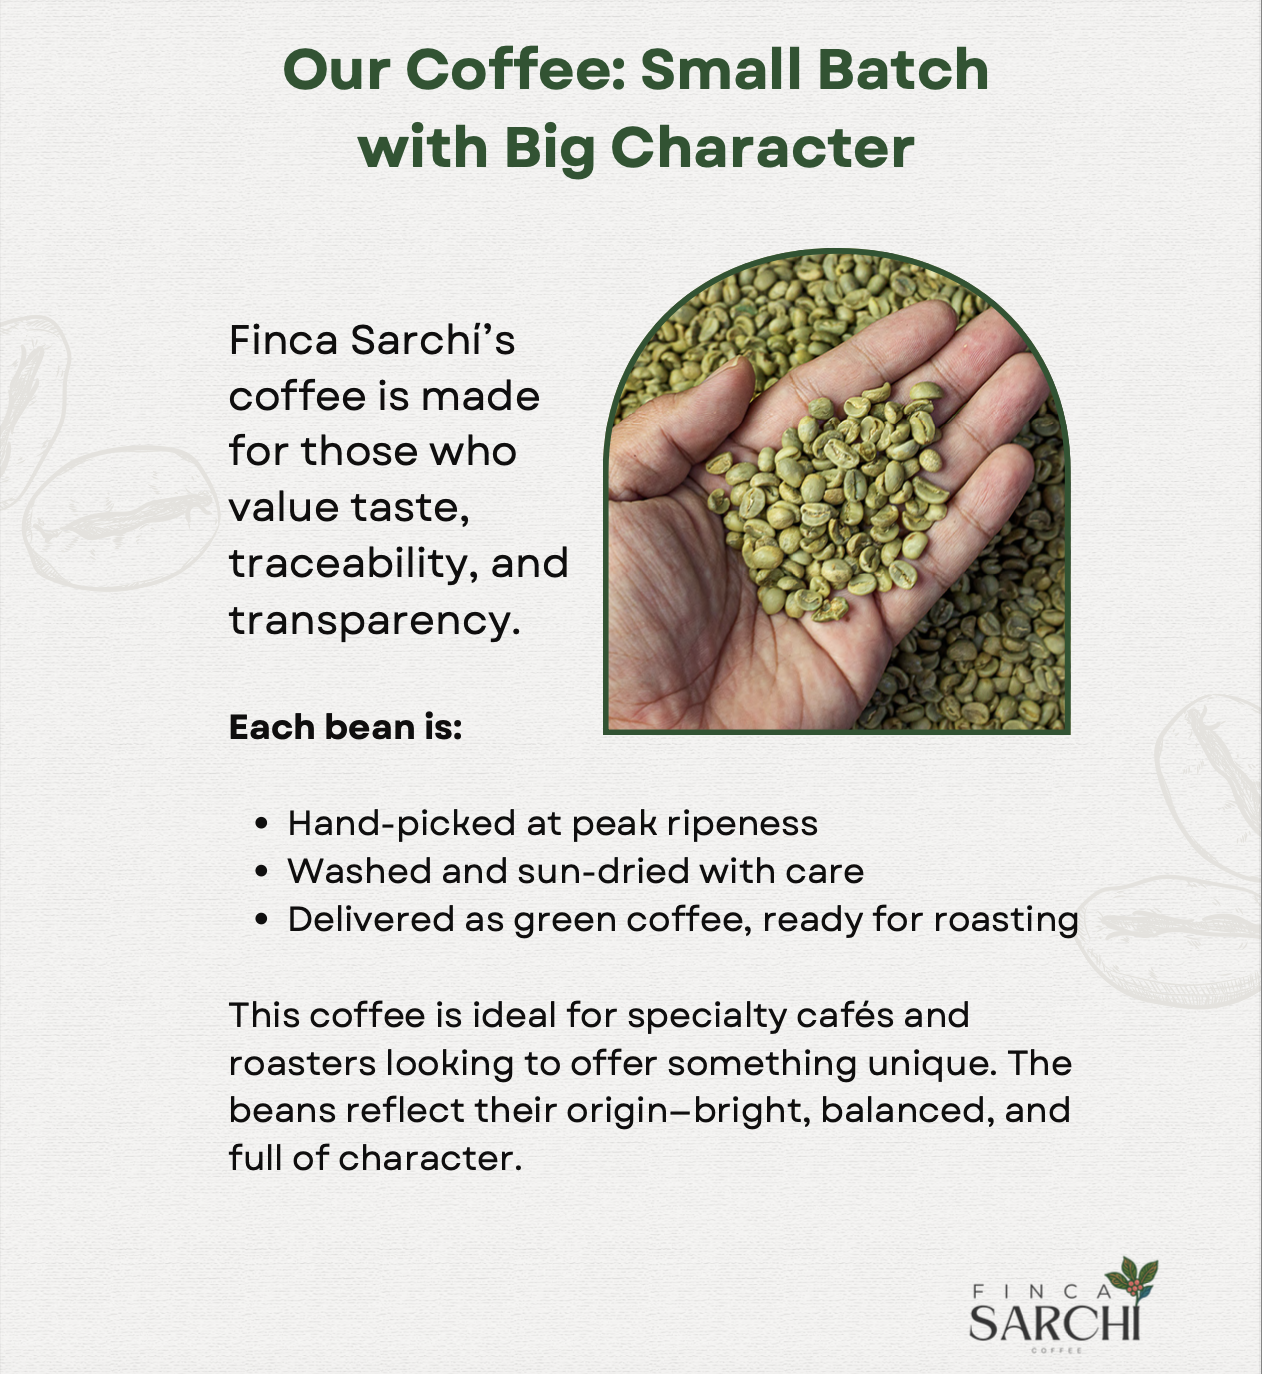 Our Coffee: Small Batch
with Big Character
Finca Sarchí’s
coffee is made
for those who
value taste,
traceability, and
transparency.
Each bean is:
• Hand-picked at peak ripeness
• Washed and sun-dried with care
• Delivered as green coffee, ready for roasting
This coffee is ideal for specialty cafés and
roasters looking to offer something unique. The
beans reflect their origin—bright, balanced, and
full of character.
FINCA
SARCHÍ
COFFEE